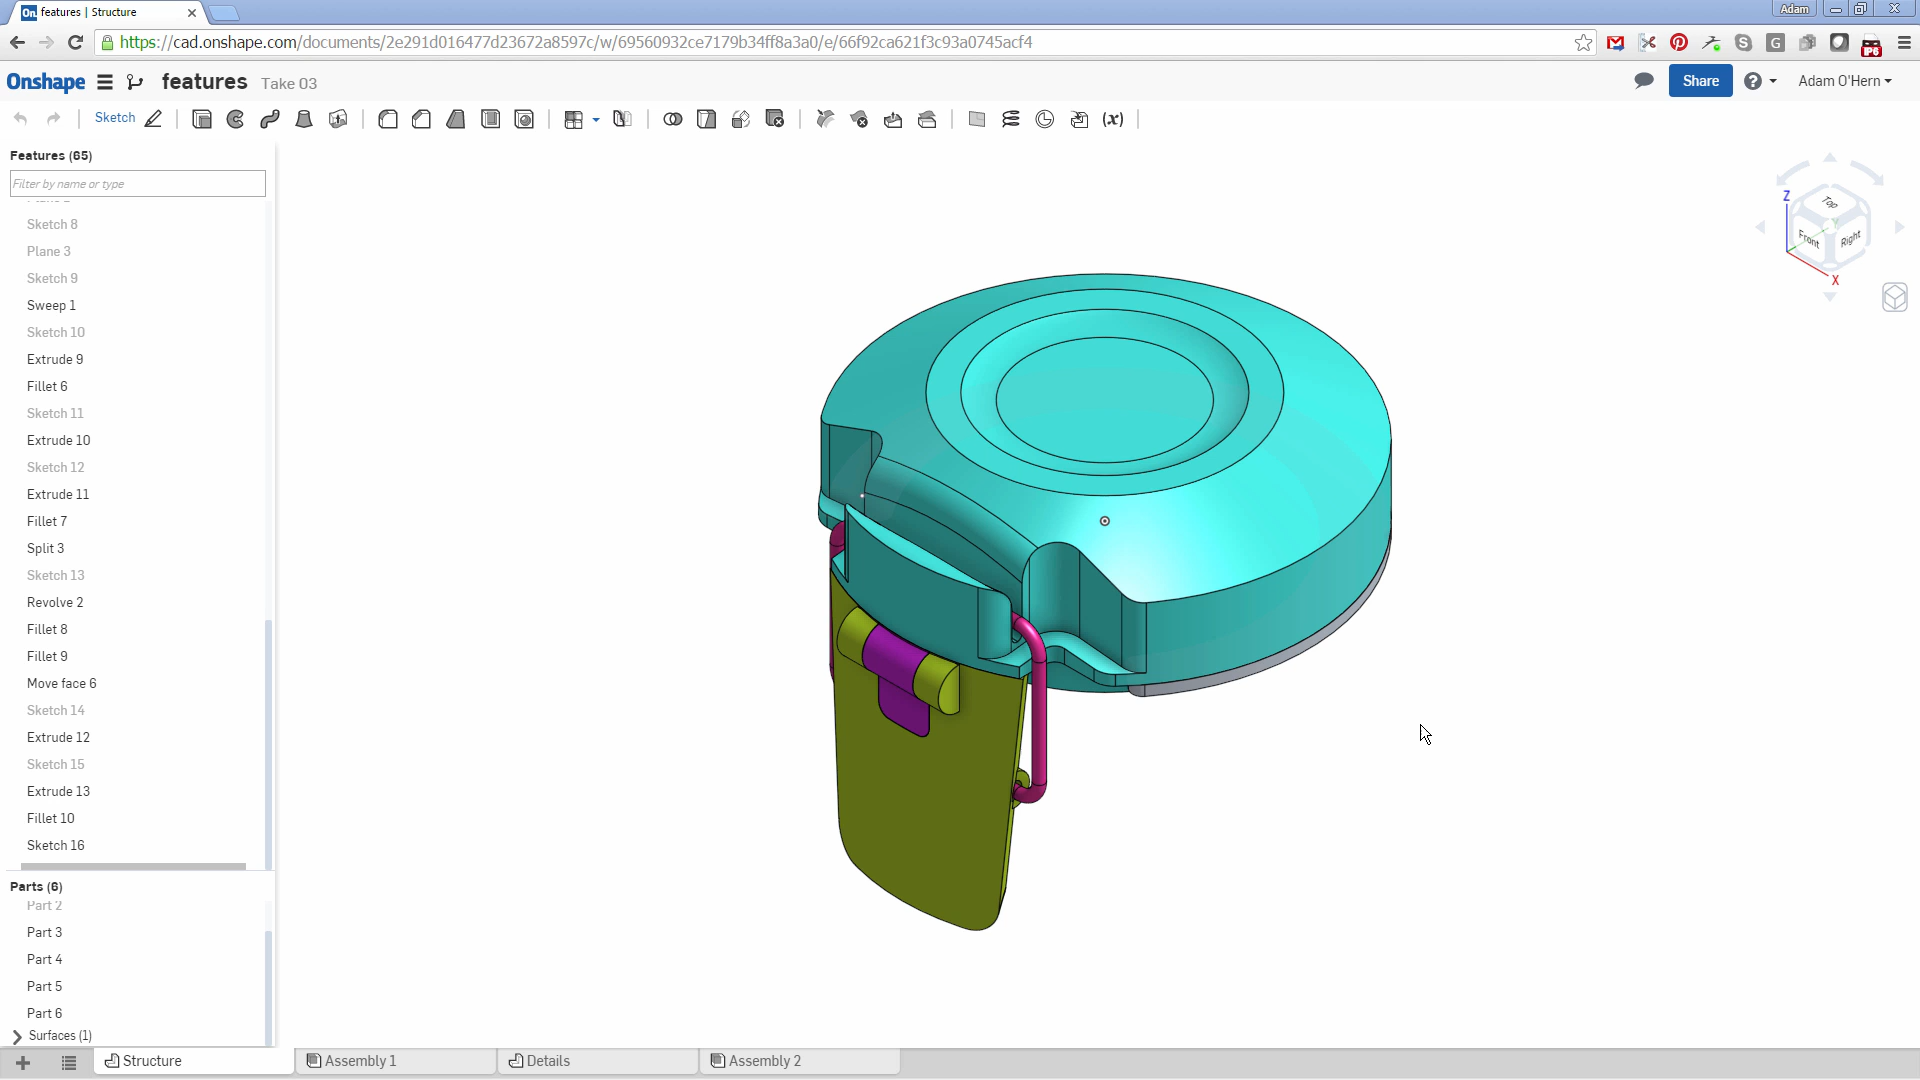 On. features | Structure
Adam
https://cad.onshape.com/documents/2e291d016477d23672a8597c/w/69560932ce7179b34ff8a3a0/e/66f92ca621f3c93a0745acf4
Onshape features Take 03
Share
Adam O'Hern
Sketch
(x)
Features (65)
Filter by name or type
Sketch 8
Plane 3
Sketch 9
Sweep 1
Sketch 10
Extrude 9
Fillet 6
Sketch 11
Extrude 10
Sketch 12
Extrude 11
Fillet 7
Split 3
Sketch 13
Revolve 2
Fillet 8
Fillet 9
Move face 6
Sketch 14
Extrude 12
Sketch 15
Extrude 13
Fillet 10
Sketch 16
Parts (6)
Part 2
Part 3
Part 4
Part 5
Part 6
Surfaces (1)
Z
Top
Front
Right
X
Structure
Assembly 1
Details
Assembly 2